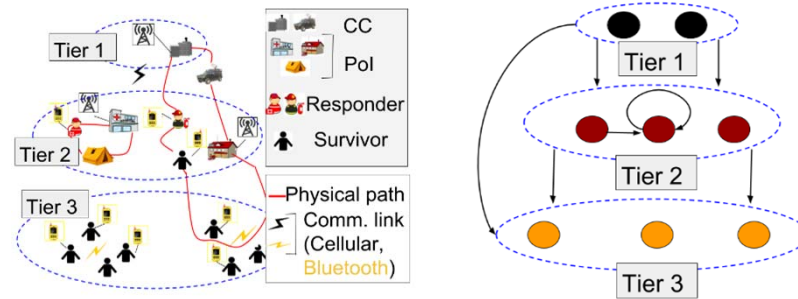 Tier 1
Tier 2
Tier 3
CC
PoI
Responder
Survivor
Physical path
Comm. link
(Cellular,
Bluetooth)
Tier 1
Tier 2
Tier 3